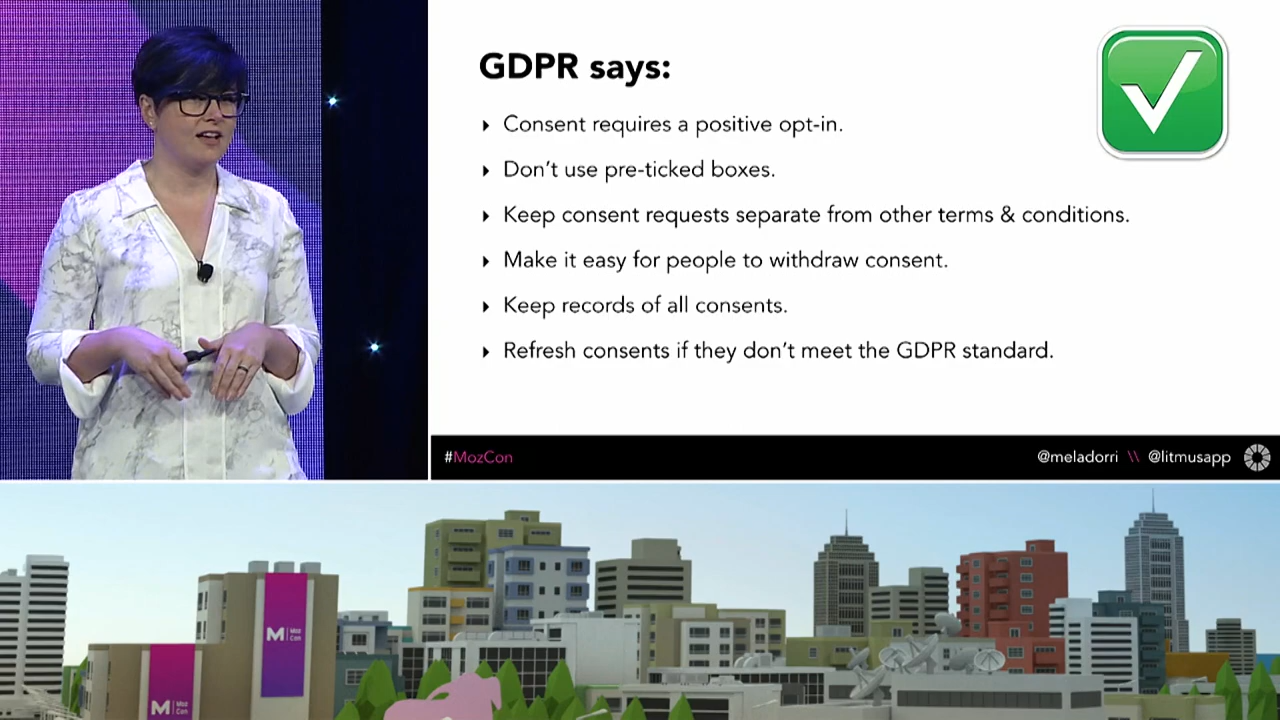 GDPR says:
Consent requires a positive opt-in.
Don't use pre-ticked boxes.
Keep consent requests separate from other terms & conditions.
Make it easy for people to withdraw consent.
Keep records of all consents.
Refresh consents if they don't meet the GDPR standard.
#MozCon
@meladorri \\ @litmusapp
M | Moz Con
M | Moz Con